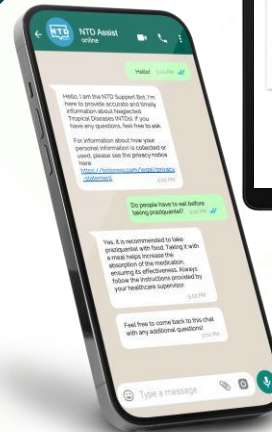 NTD
NTD Assist
online
Hello!
Hello, I am the NTD Support Bot. I'm
here to provide accurate and timely
information about Neglected
Tropical Diseases (NTDs). If you
have any questions, feel free to ask.
For information about how your
personal information is collected or
used, please see the privacy notice
here:
-statement
Do people have to eat before
taking praziquantel?
Yes, it is recommended to take
praziquantel with food. Taking it with
a meal helps increase the
absorption of the medication,
ensuring its effectiveness. Always
follow the instructions provided by
your healthcare supervisor.
Feel free to come back to this chat
with any additional questions!
Type a message